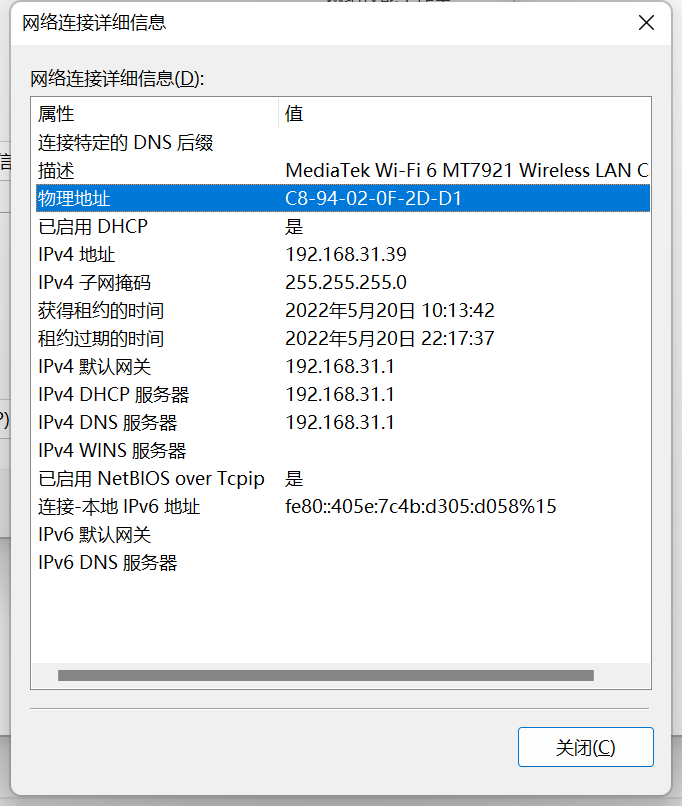 网络连接详细信息
网络连接详细信息(D):
属性 值
连接特定的 DNS 后缀
描述 MediaTek Wi-Fi 6 MT7921 Wireless LAN C
物理地址 C8-94-02-0F-2D-D1
已启用 DHCP 是
IPv4 地址 192.168.31.39
IPv4 子网掩码 255.255.255.0
获得租约的时间 2022年5月20日 10:13:42
租约过期的时间 2022年5月20日 22:17:37
IPv4 默认网关 192.168.31.1
IPv4 DHCP 服务器 192.168.31.1
IPv4 DNS 服务器 192.168.31.1
IPv4 WINS 服务器
已启用 NetBIOS over Tcpip 是
连接-本地 IPv6 地址 fe80::405e:7c4b:d305:d058%15
IPv6 默认网关
IPv6 DNS 服务器
关闭(C)